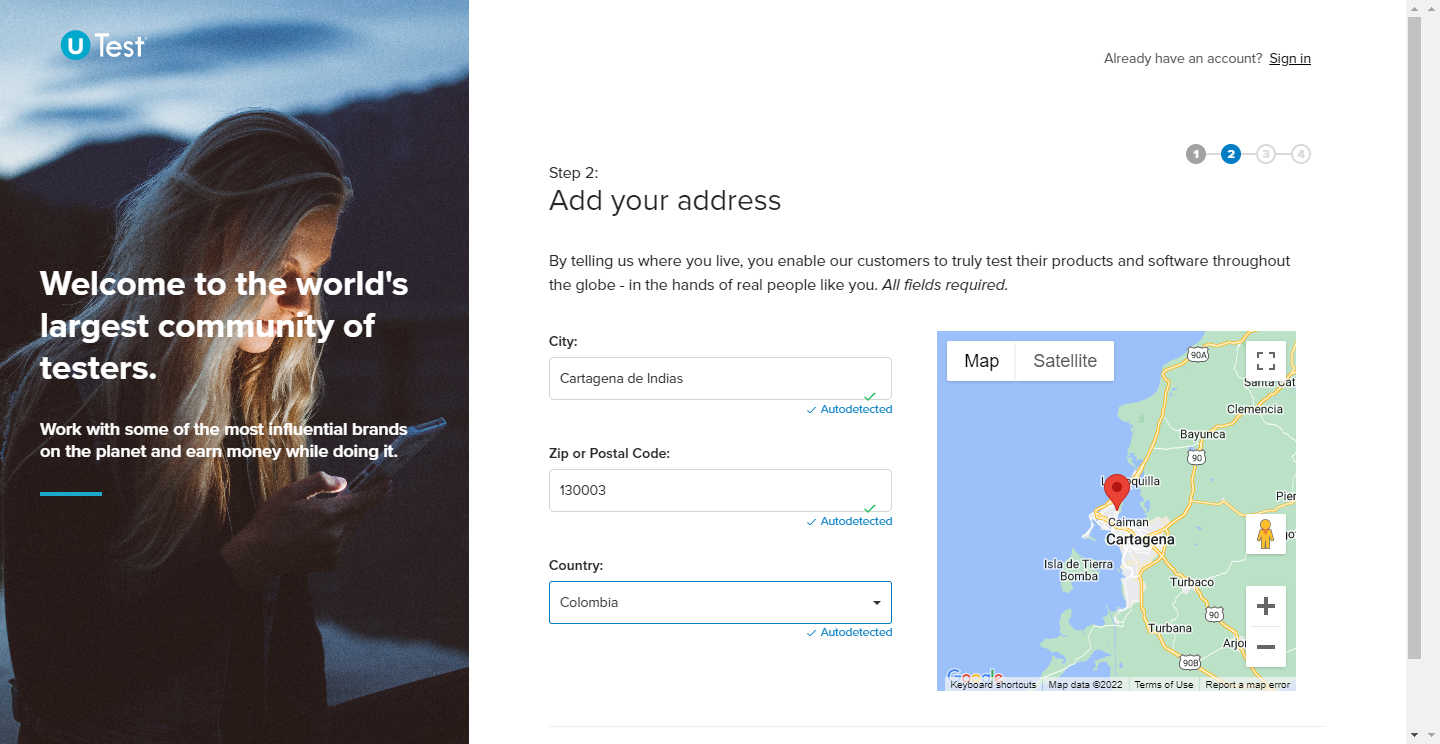 U Test
Already have an account? Sign in
1 2 3 4
Step 2:
Add your address
Welcome to the world's
largest community of
testers.
Work with some of the most influential brands
on the planet and earn money while doing it.
By telling us where you live, you enable our customers to truly test their products and software throughout
the globe - in the hands of real people like you. All fields required.
City:
Cartagena de Indias
Autodetected
Zip or Postal Code:
130003
Autodetected
Country:
Colombia
Autodetected
Map Satellite
90A
Santa Cat
Clemencia
Bayunca
90
Caiman
Cartagena
Isla de Tierra
Bomba
Turbaco
90
Turbana
90B
Google
Keyboard shortcuts Map data ©2022 Terms of Use Report a map error